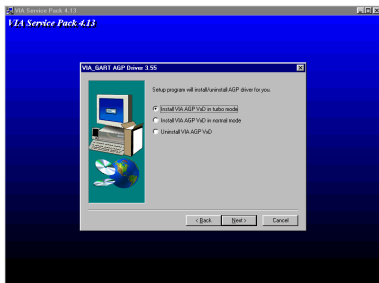 VIA Service Pack 4.13
VIA Service Pack 4.13
VIA_GART AGP Driver 3.55
Setup program will install/uninstall AGP driver for you.
Install VIA AGP VxD in turbo mode
Install VIA AGP VxD in normal mode
Uninstall VIA AGP VxD
< Back
Next >
Cancel